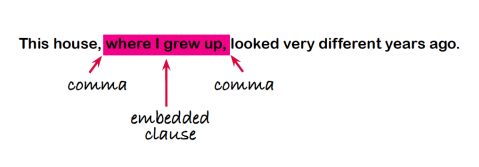 This house, where I grew up, looked very different years ago.
comma
comma
embedded
clause